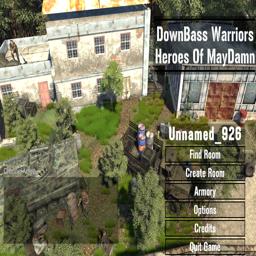 DownBass Warriors
Heroes Of MayDamn
Unnamed_926
Find Room
Create Room
Armory
Options
Credits
Quit Game